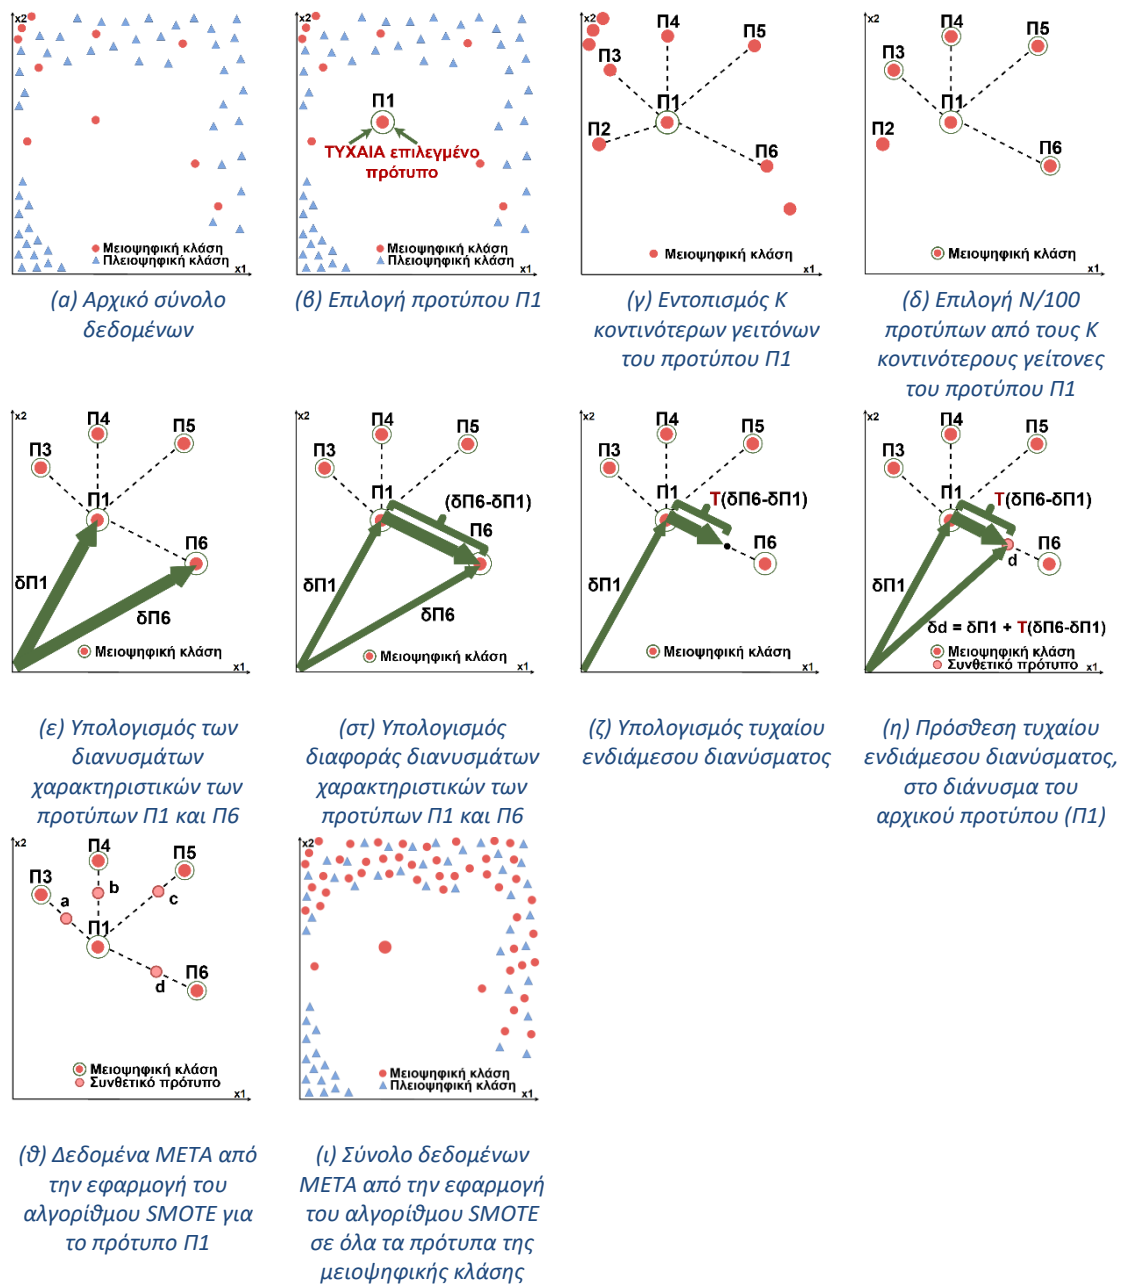 x2
Μειοψηφική κλάση
Πλειοψηφική κλάση
x1
(α) Αρχικό σύνολο
δεδομένων
x2
Π1
ΤΥΧΑΙΑ επιλεγμένο
πρότυπο
Μειοψηφική κλάση
Πλειοψηφική κλάση
x1
(β) Επιλογή προτύπου Π1
x2
Π4
Π5
Π3
Π1
Π2
Π6
Μειοψηφική κλάση
x1
(γ) Εντοπισμός Κ
κοντινότερων γειτόνων
του προτύπου Π1
x2
Π4
Π5
Π3
Π1
Π2
Π6
Μειοψηφική κλάση
x1
(δ) Επιλογή Ν/100
προτύπων από τους Κ
κοντινότερους γείτονες
του προτύπου Π1
x2
Π4
Π5
Π3
Π1
Π6
δΠ1
δΠ6
Μειοψηφική κλάση
x1
(ε) Υπολογισμός των
διανυσμάτων
χαρακτηριστικών των
προτύπων Π1 και Π6
x2
Π4
Π5
Π3
Π1
(δΠ6-δΠ1)
Π6
δΠ1
δΠ6
Μειοψηφική κλάση
x1
(στ) Υπολογισμός
διαφοράς διανυσμάτων
χαρακτηριστικών των
προτύπων Π1 και Π6
x2
Π4
Π5
Π3
Π1
Τ(δΠ6-δΠ1)
Π6
δΠ1
Μειοψηφική κλάση
x1
(ζ) Υπολογισμός τυχαίου
ενδιάμεσου διανύσματος
x2
Π4
Π5
Π3
Π1
Τ(δΠ6-δΠ1)
Π6
d
δΠ1
δd = δΠ1 + Τ(δΠ6-δΠ1)
Μειοψηφική κλάση
Συνθετικό πρότυπο
x1
(η) Πρόσθεση τυχαίου
ενδιάμεσου διανύσματος,
στο διάνυσμα του
αρχικού προτύπου (Π1)
x2
Π4
Π5
Π3
a
b
c
Π1
Π6
d
Μειοψηφική κλάση
Συνθετικό πρότυπο
x1
(θ) Δεδομένα ΜΕΤΑ από
την εφαρμογή του
αλγορίθμου SMOTE για
το πρότυπο Π1
x2
Μειοψηφική κλάση
Πλειοψηφική κλάση
x1
(ι) Σύνολο δεδομένων
ΜΕΤΑ από την εφαρμογή
του αλγορίθμου SMOTE
σε όλα τα πρότυπα της
μειοψηφικής κλάσης